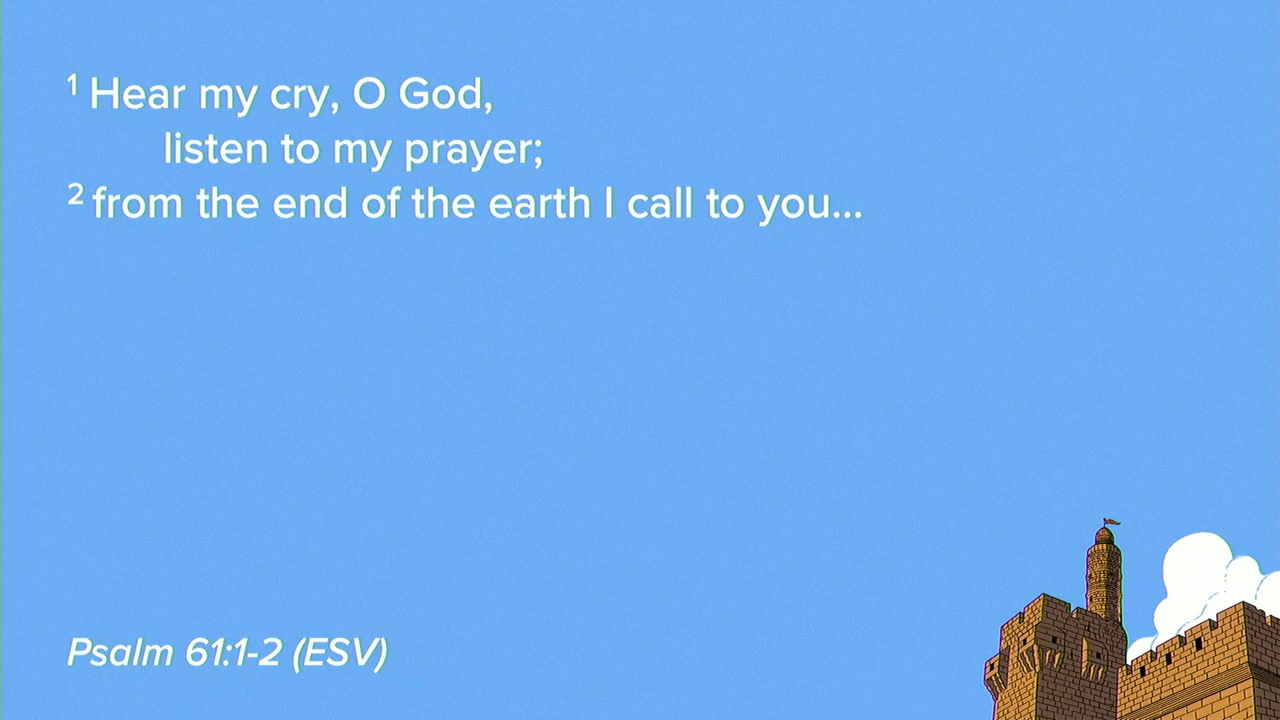 1 Hear my cry, O God,
listen to my prayer;
2 from the end of the earth I call to you...
Psalm 61:1-2 (ESV)